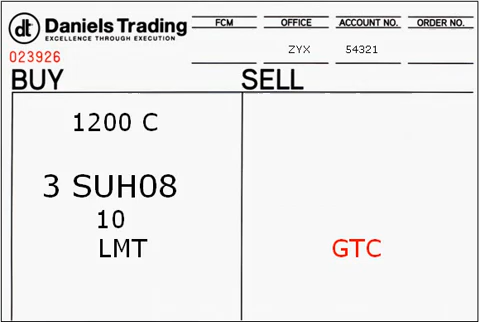 dt Daniels Trading
EXCELLENCE THROUGH EXECUTION
FCM OFFICE ACCOUNT NO. ORDER NO.
ZYX 54321
023926
BUY SELL
1200 C
3 SUH08
10
LMT GTC